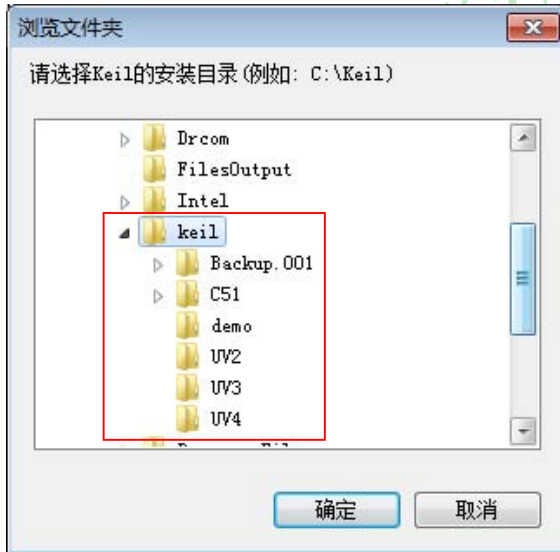 浏览文件夹
请选择Keil的安装目录(例如: C:\Keil)
Drcom
FilesOutput
Intel
keil
Backup.001
C51
demo
UV2
UV3
UV4
确定
取消